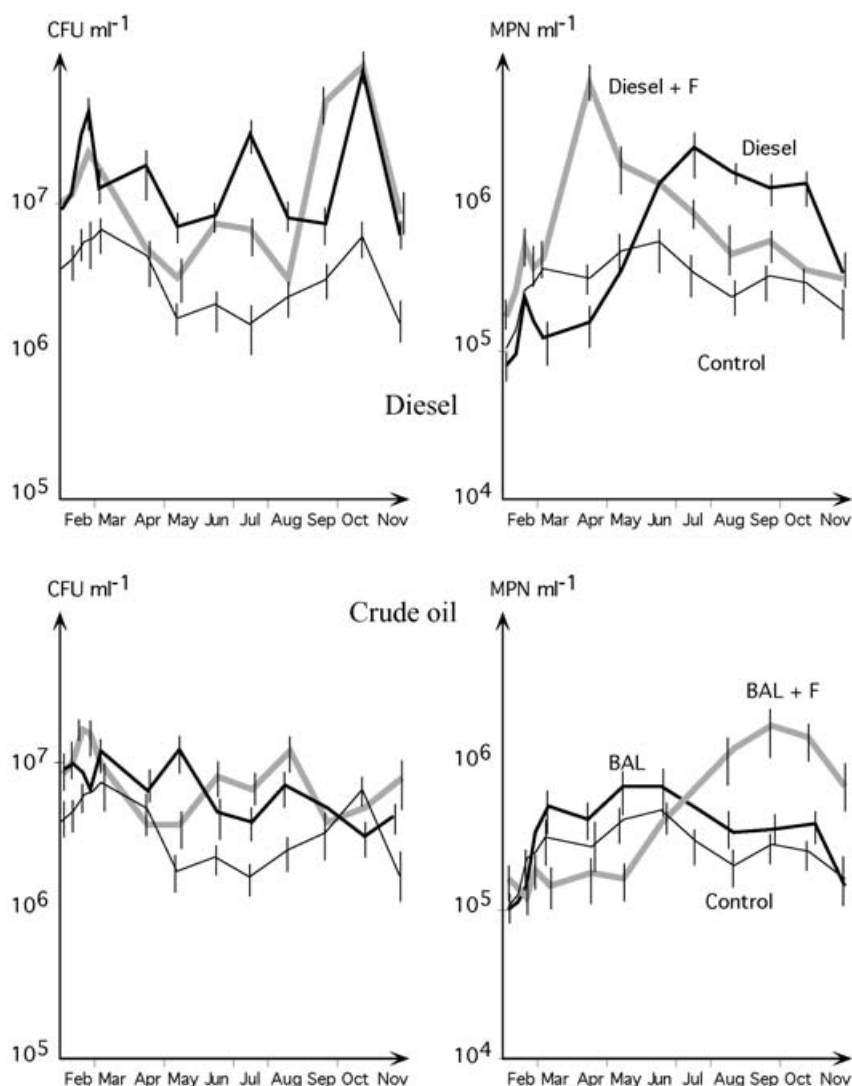 CFU ml⁻¹
10⁷
10⁶
10⁵
Feb Mar Apr May Jun Jul Aug Sep Oct Nov
MPN ml⁻¹
Diesel + F
Diesel
10⁶
10⁵
Control
10⁴
Feb Mar Apr May Jun Jul Aug Sep Oct Nov
Diesel
CFU ml⁻¹
10⁷
10⁶
10⁵
Feb Mar Apr May Jun Jul Aug Sep Oct Nov
Crude oil
MPN ml⁻¹
BAL + F
BAL
10⁶
10⁵
Control
10⁴
Feb Mar Apr May Jun Jul Aug Sep Oct Nov